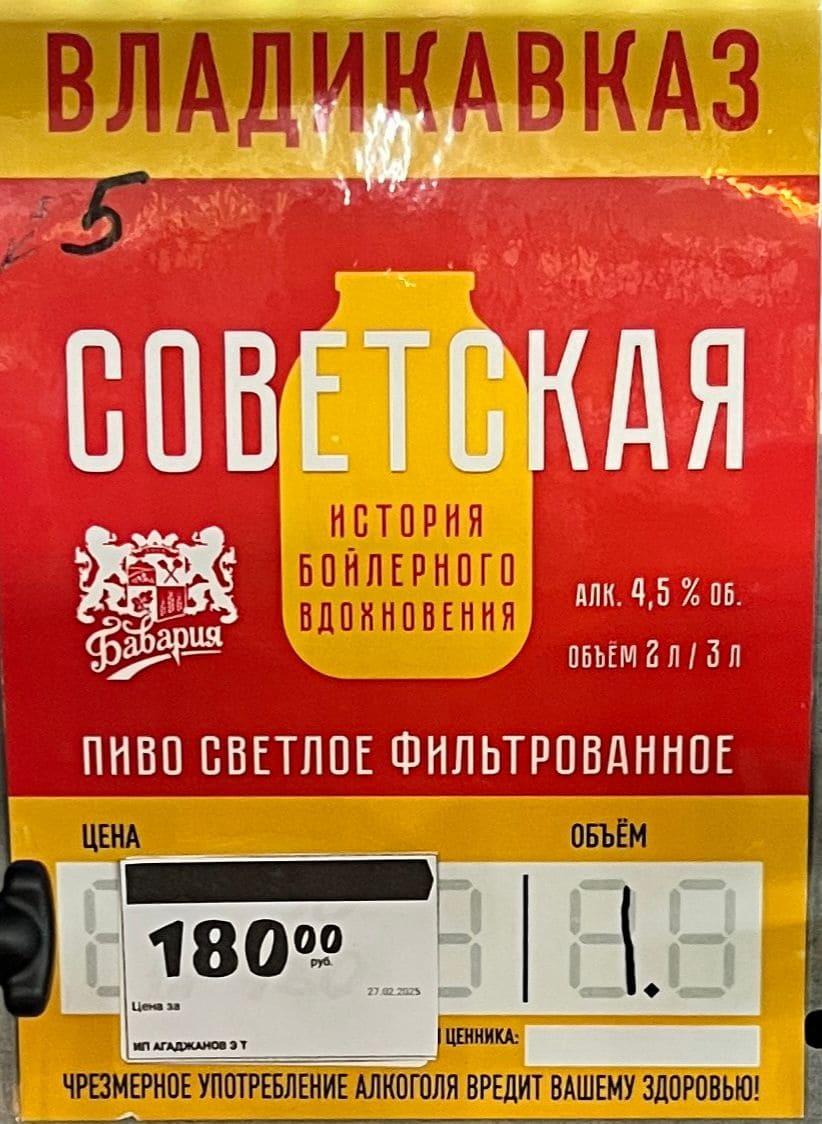 ВЛАДИКАВКАЗ
5
СОВЕТСКАЯ
ИСТОРИЯ
БОЙЛЕРНОГО
ВДОХНОВЕНИЯ
Бавария
АЛК. 4,5 % ОБ.
ОБЪЁМ 2 Л / 3 Л
ПИВО СВЕТЛОЕ ФИЛЬТРОВАННОЕ
ЦЕНА
ОБЪЁМ
180 00
руб.
1.
27.02.2025
Цена за
ИП АГАДЖАНОВ Э Т
ЦЕННИКА:
ЧРЕЗМЕРНОЕ УПОТРЕБЛЕНИЕ АЛКОГОЛЯ ВРЕДИТ ВАШЕМУ ЗДОРОВЬЮ!